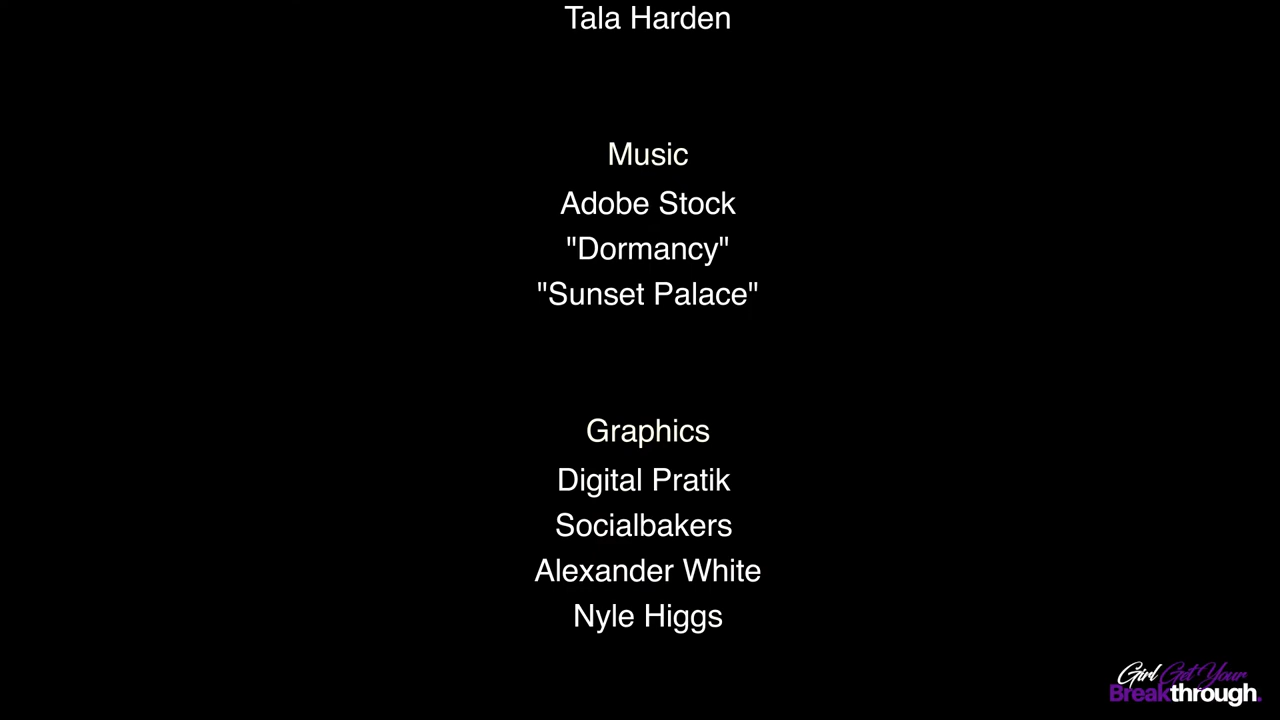 Tala Harden
Music
Adobe Stock
"Dormancy"
"Sunset Palace"
Graphics
Digital Pratik
Socialbakers
Alexander White
Nyle Higgs
Girl Get Your
Breakthrough.